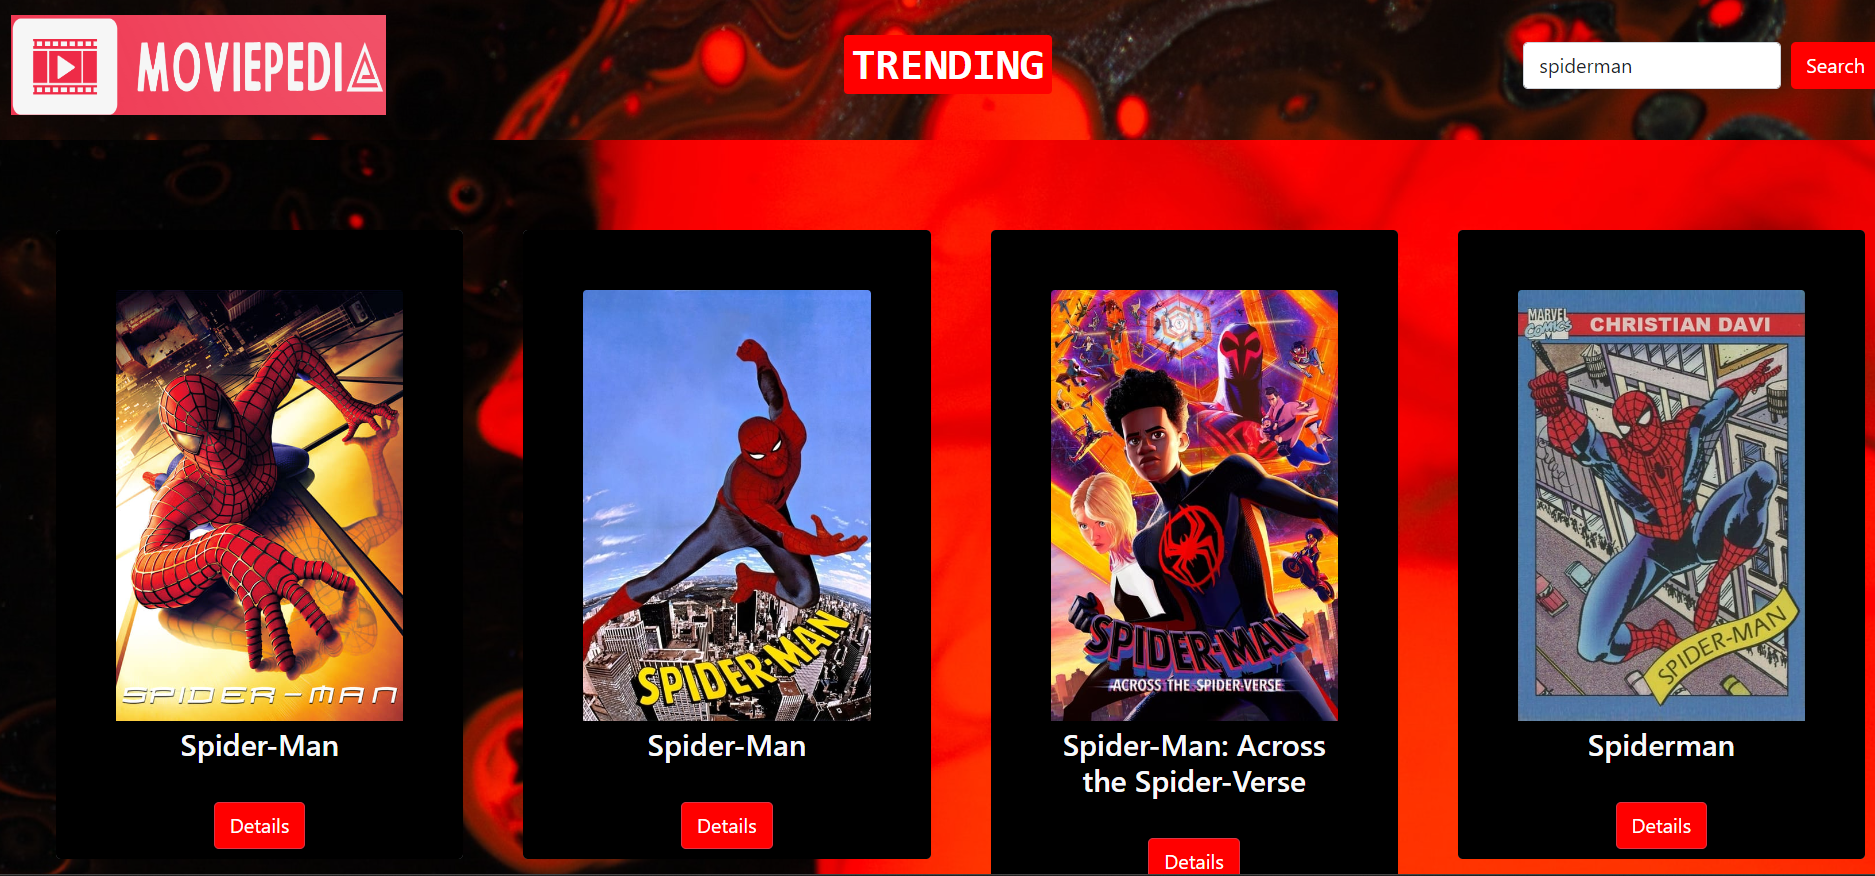 MOVIEPEDIA
TRENDING
spiderman
Search
SPIDER-MAN
Spider-Man
Details
SPIDER-MAN
Spider-Man
Details
SPIDER-MAN
ACROSS THE SPIDER-VERSE
Spider-Man: Across
the Spider-Verse
Details
MARVEL
COMICS
CHRISTIAN DAVI
SPIDER-MAN
Spiderman
Details